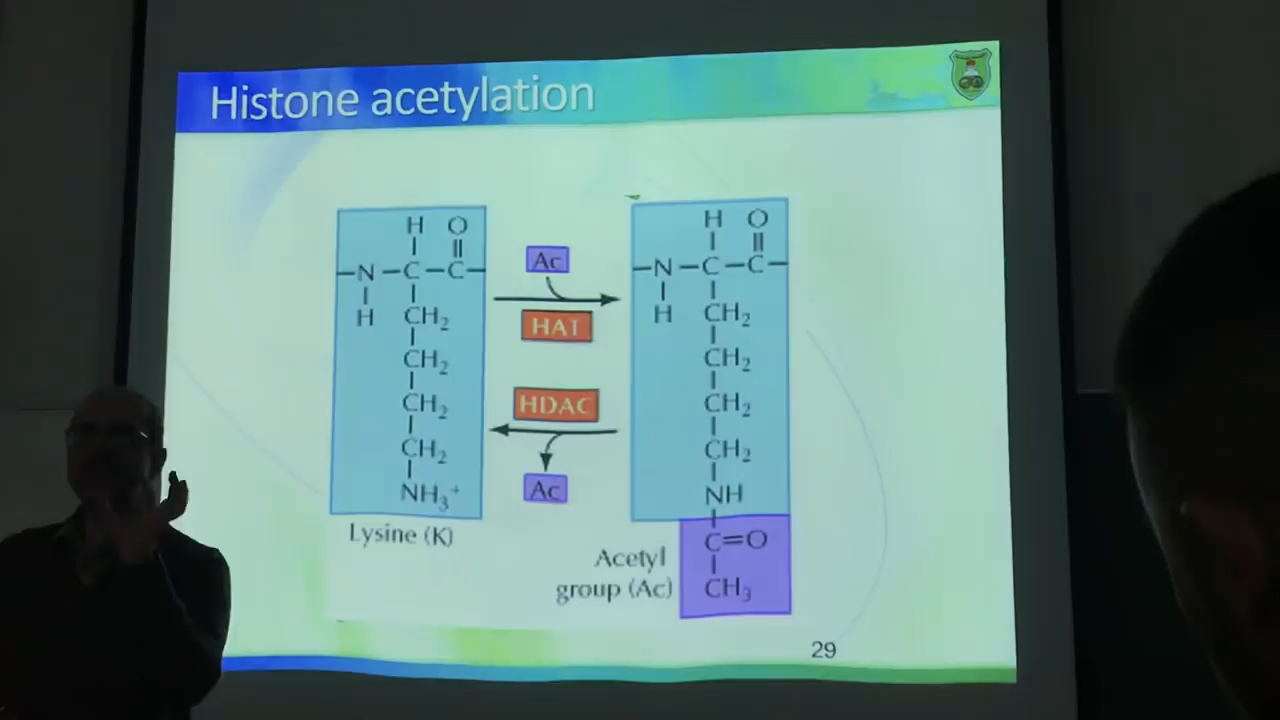 Histone acetylation
H O
–N–C–C–
H CH₂
CH₂
CH₂
CH₂
NH₃⁺
Lysine (K)
Ac
HAT
HDAC
Ac
H O
–N–C–C–
H CH₂
CH₂
CH₂
CH₂
NH
C=O
CH₃
Acetyl
group (Ac)
29